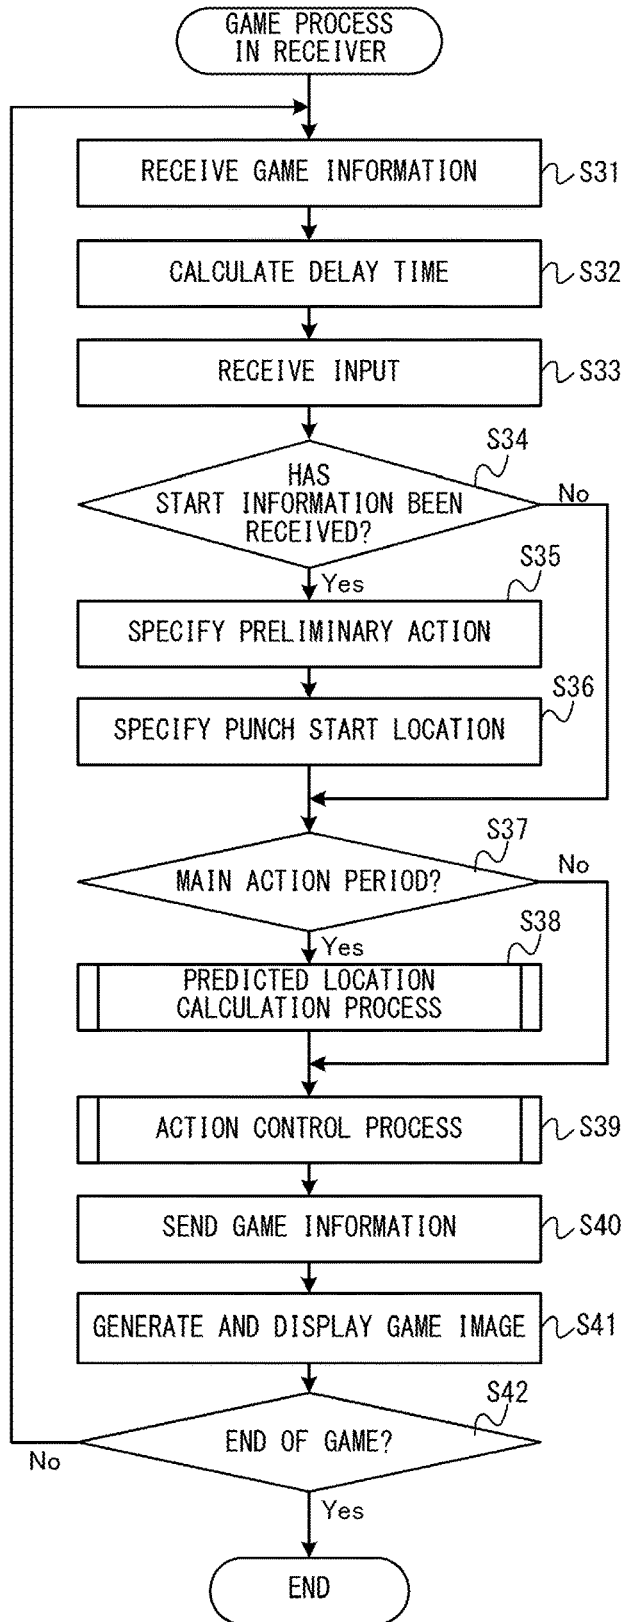 GAME PROCESS
IN RECEIVER
RECEIVE GAME INFORMATION
S31
CALCULATE DELAY TIME
S32
RECEIVE INPUT
S33
S34
HAS
START INFORMATION BEEN
RECEIVED?
No
Yes
S35
SPECIFY PRELIMINARY ACTION
S36
SPECIFY PUNCH START LOCATION
S37
MAIN ACTION PERIOD?
No
Yes
S38
PREDICTED LOCATION
CALCULATION PROCESS
ACTION CONTROL PROCESS
S39
SEND GAME INFORMATION
S40
GENERATE AND DISPLAY GAME IMAGE
S41
S42
END OF GAME?
No
Yes
END